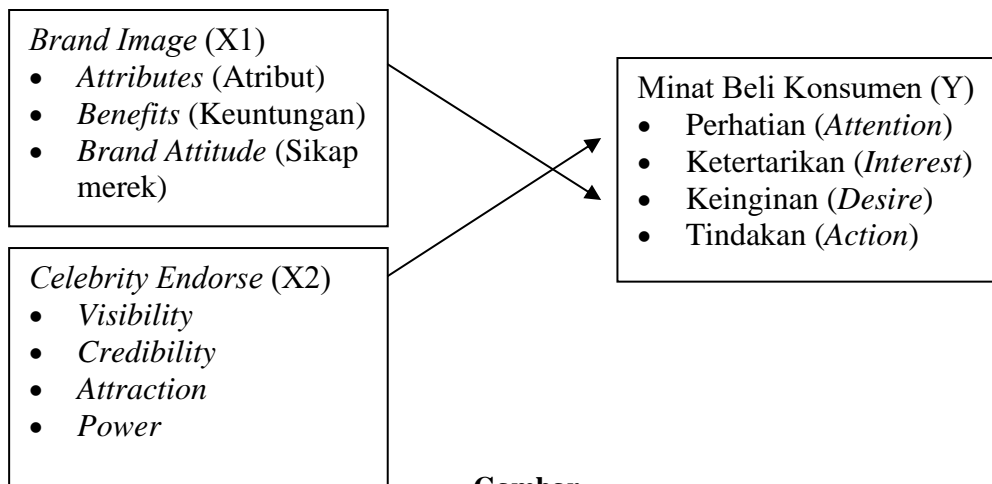 Brand Image (X1)
• Attributes (Atribut)
• Benefits (Keuntungan)
• Brand Attitude (Sikap
merek)
Celebrity Endorse (X2)
• Visibility
• Credibility
• Attraction
• Power
Minat Beli Konsumen (Y)
• Perhatian (Attention)
• Ketertarikan (Interest)
• Keinginan (Desire)
• Tindakan (Action)
Gambar